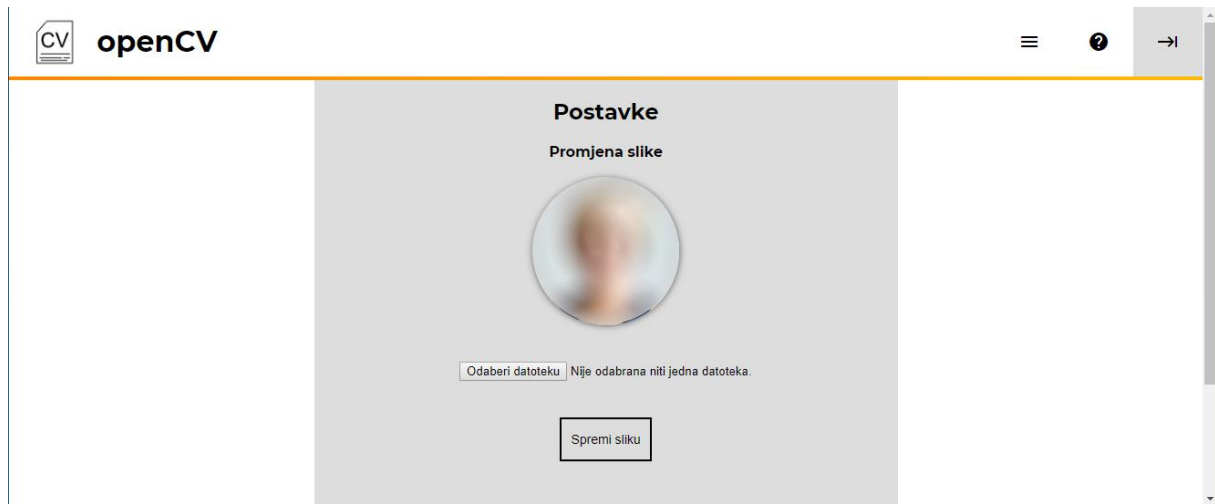 CV openCV
Postavke
Promjena slike
Odaberi datoteku Nije odabrana niti jedna datoteka.
Spremi sliku